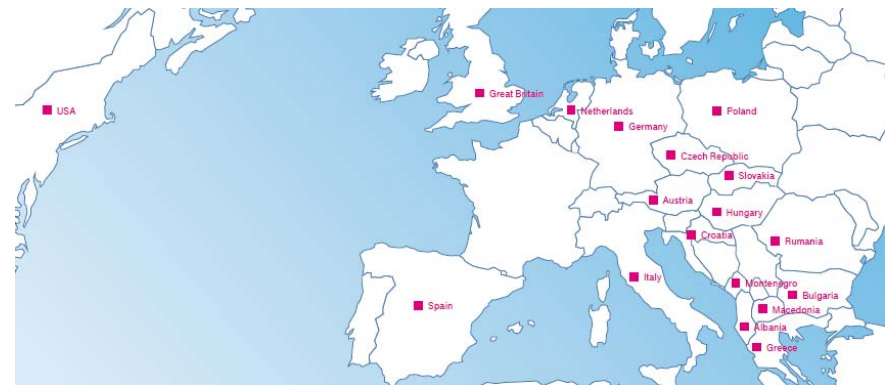 Great Britain
USA
Netherlands
Poland
Germany
Czech Republic
Slovakia
Austria
Hungary
Croatia
Rumania
Italy
Montenegro
Bulgaria
Spain
Macedonia
Albania
Greece